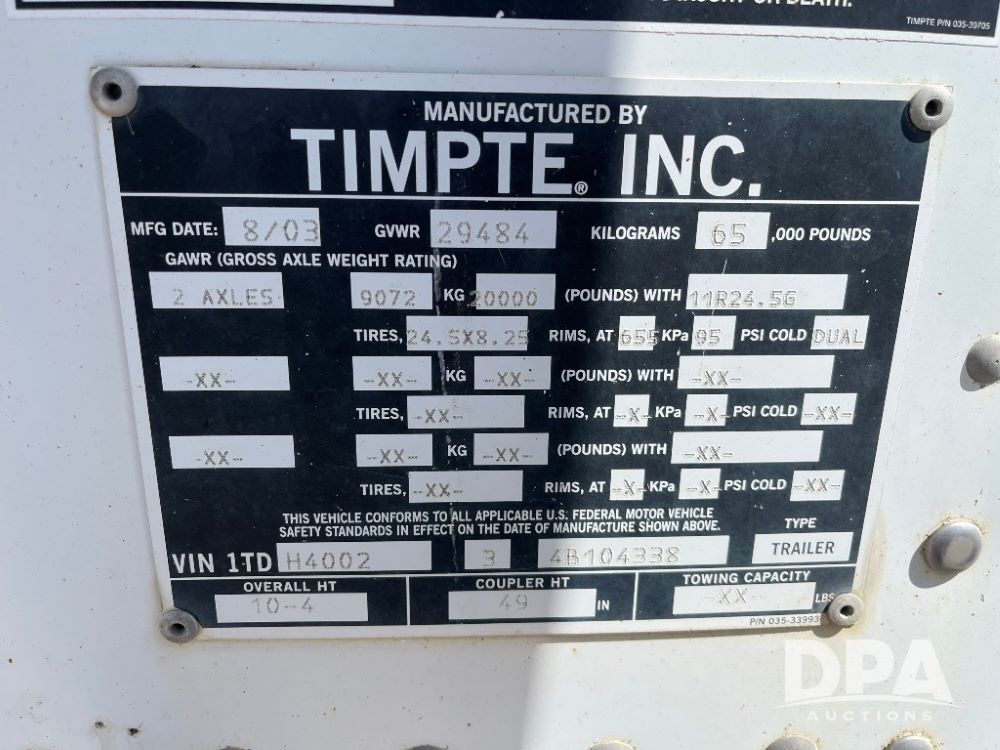 OR DEATH.
TIMPTE P/N 035-39705
MANUFACTURED BY
TIMPTE® INC.
MFG DATE: 8/03 GVWR 29484 KILOGRAMS 65 ,000 POUNDS
GAWR (GROSS AXLE WEIGHT RATING)
2 AXLES 9072 KG 20000 (POUNDS) WITH 11R24.5G
TIRES, 24.5X8.25 RIMS, AT 655 KPa 95 PSI COLD DUAL
-XX- -XX- KG -XX- (POUNDS) WITH -XX-
TIRES, -XX- RIMS, AT -X- KPa -X- PSI COLD -XX-
-XX- -XX- KG -XX- (POUNDS) WITH -XX-
TIRES, -XX- RIMS, AT -X- KPa -X- PSI COLD -XX-
THIS VEHICLE CONFORMS TO ALL APPLICABLE U.S. FEDERAL MOTOR VEHICLE
SAFETY STANDARDS IN EFFECT ON THE DATE OF MANUFACTURE SHOWN ABOVE.
TYPE
VIN 1TD H4002 3 4B104338 TRAILER
OVERALL HT COUPLER HT TOWING CAPACITY
10-4 49 IN -XX- LBS
P/N 035-33993
DPA
AUCTIONS